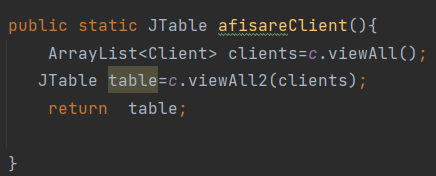 public static JTable afisareClient(){
ArrayList<Client> clients=c.viewAll();
JTable table=c.viewAll2(clients);
return  table;
}